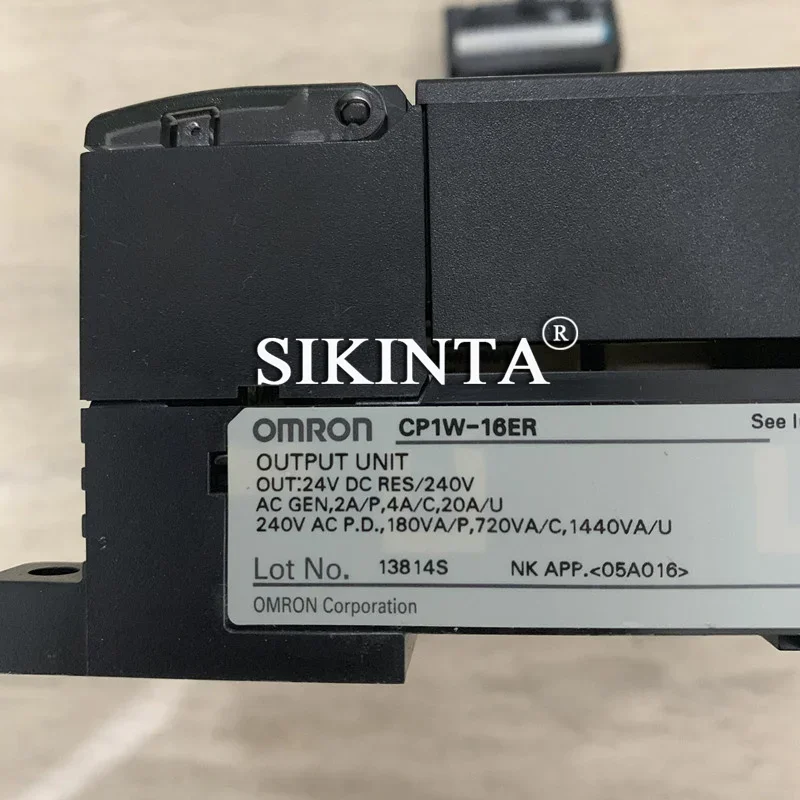 SIKINTA®
OMRON CP1W-16ER See
OUTPUT UNIT
OUT:24V DC RES/240V
AC GEN,2A/P,4A/C,20A/U
240V AC P.D.,180VA/P,720VA/C,1440VA/U
Lot No. 13814S NK APP.<05A016>
OMRON Corporation